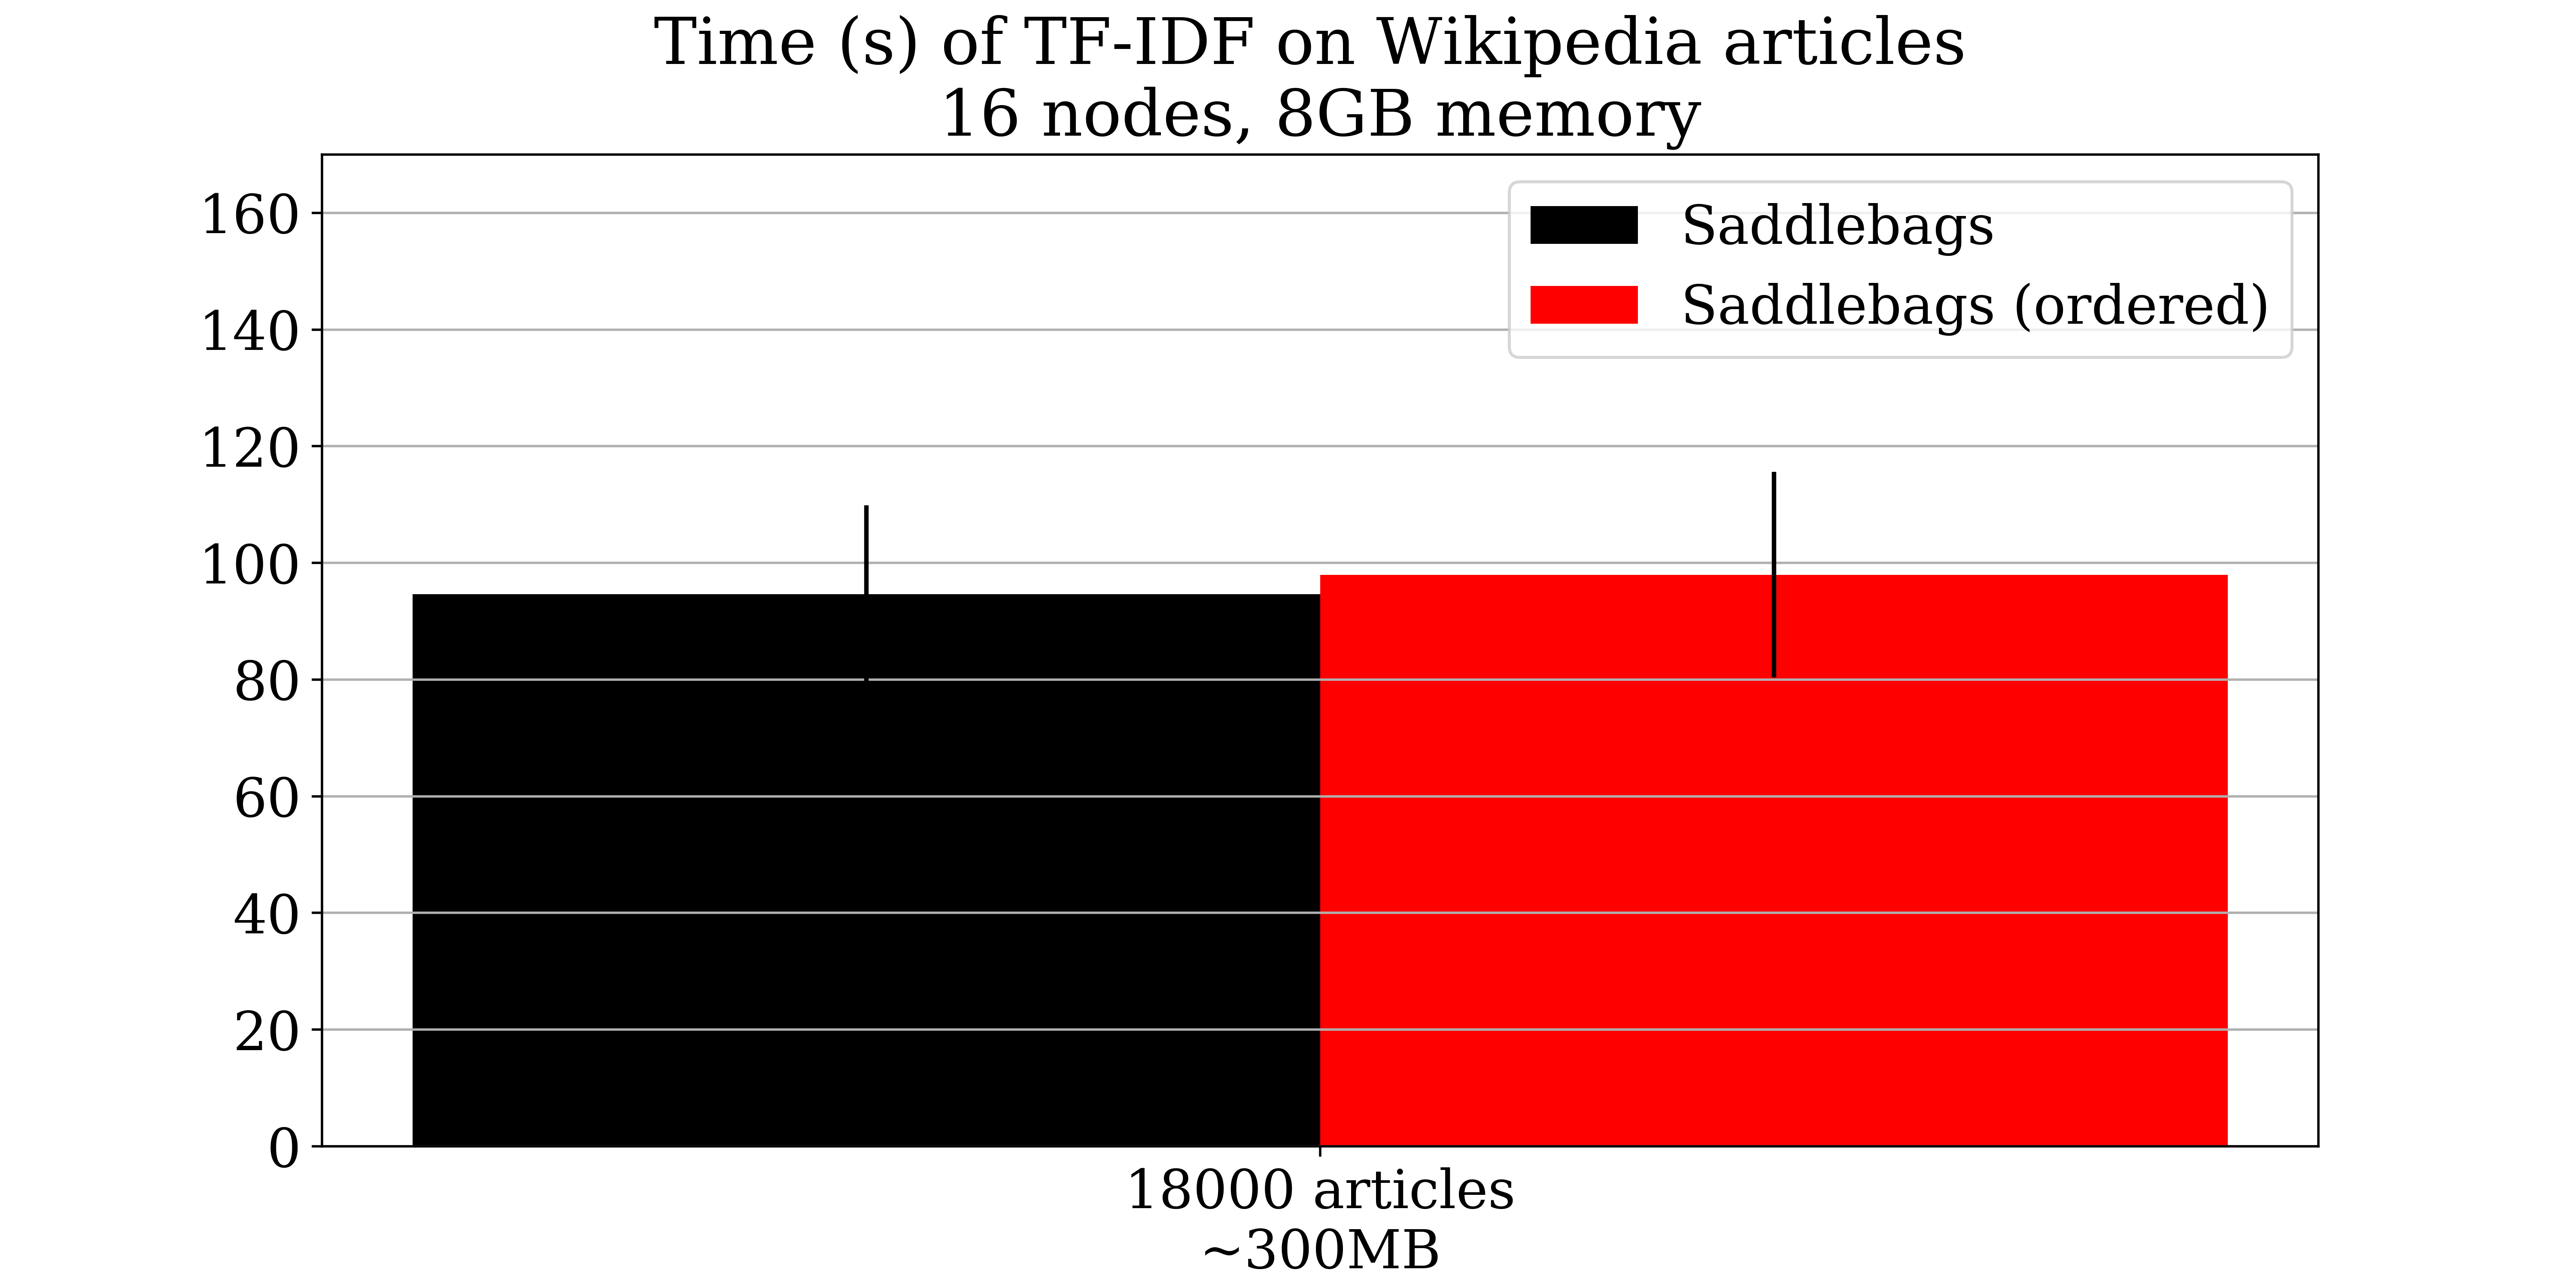 Time (s) of TF-IDF on Wikipedia articles
16 nodes, 8GB memory
160
140
120
100
80
60
40
20
0
Saddlebags
Saddlebags (ordered)
18000 articles
~300MB